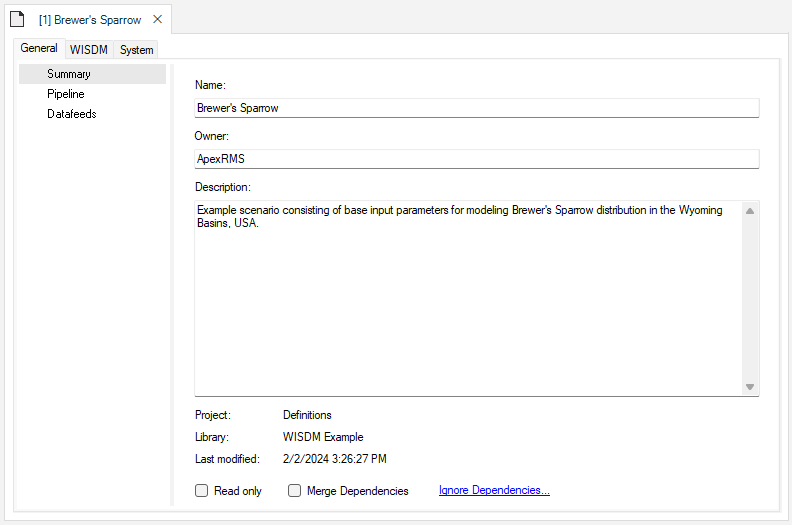 [1] Brewer's Sparrow
General WISDM System
Summary
Pipeline
Datafeeds
Name:
Brewer's Sparrow
Owner:
ApexRMS
Description:
Example scenario consisting of base input parameters for modeling Brewer's Sparrow distribution in the Wyoming
Basins, USA.
Project: Definitions
Library: WISDM Example
Last modified: 2/2/2024 3:26:27 PM
Read only Merge Dependencies Ignore Dependencies...